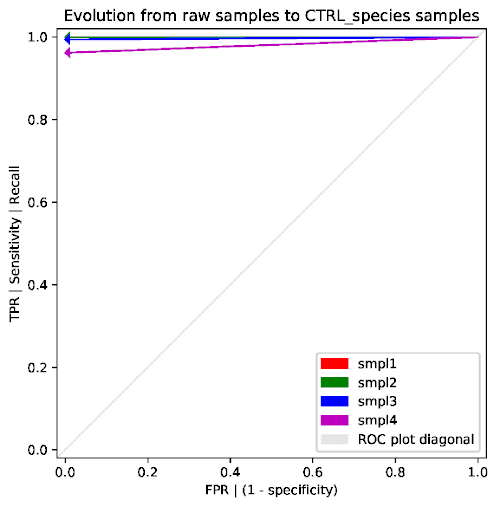 Evolution from raw samples to CTRL_species samples
1.0
0.8
0.6
0.4
0.2
0.0
TPR | Sensitivity | Recall
smpl1
smpl2
smpl3
smpl4
ROC plot diagonal
0.0 0.2 0.4 0.6 0.8 1.0
FPR | (1 - specificity)